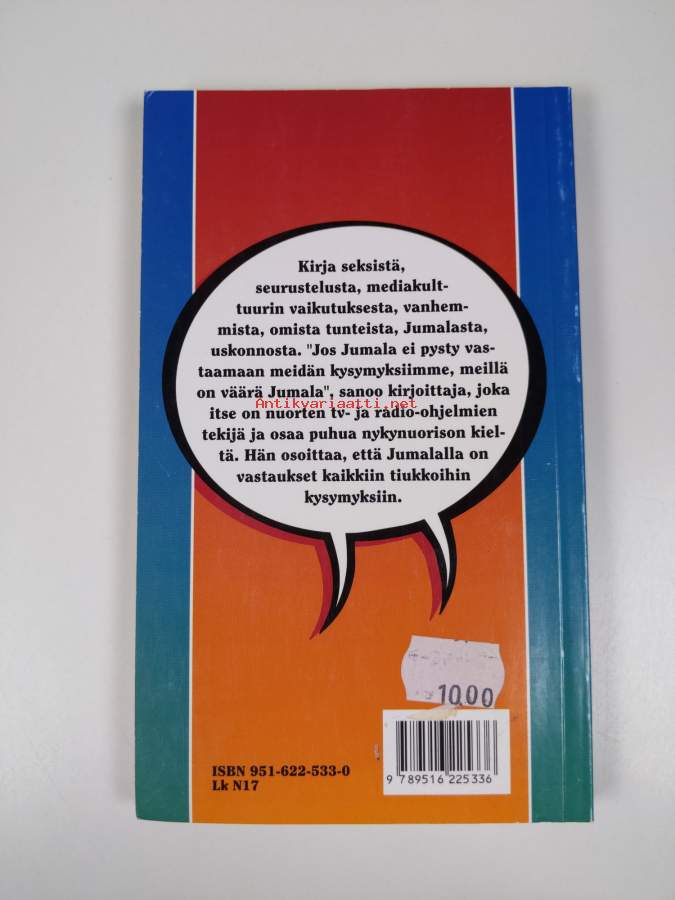 Kirja seksistä,
seurustelusta, mediakult-
tuurin vaikutuksesta, vanhem-
mista, omista tunteista, Jumalasta,
uskonnosta. "Jos Jumala ei pysty vas-
taamaan meidän kysymyksiimme, meillä
on väärä Jumala", sanoo kirjoittaja, joka
Antikvariaatti.net
itse on nuorten tv- ja radio-ohjelmien
tekijä ja osaa puhua nykynuorison kiel-
tä. Hän osoittaa, että Jumalalla on
vastaukset kaikkiin tiukkoihin
kysymyksiin.
1000
ISBN 951-622-533-0
Lk N17
9 789516 225336